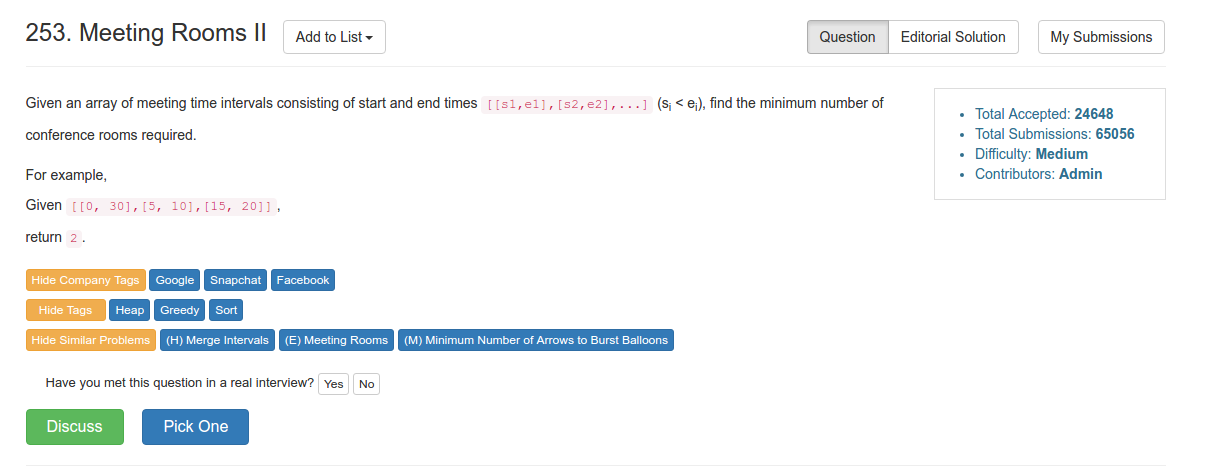 253. Meeting Rooms II Add to List Question Editorial Solution My Submissions
Given an array of meeting time intervals consisting of start and end times [[s1,e1],[s2,e2],...] (si < ei), find the minimum number of
conference rooms required.
For example,
Given [[0, 30],[5, 10],[15, 20]],
return 2.
Total Accepted: 24648
Total Submissions: 65056
Difficulty: Medium
Contributors: Admin
Hide Company Tags Google Snapchat Facebook
Hide Tags Heap Greedy Sort
Hide Similar Problems (H) Merge Intervals (E) Meeting Rooms (M) Minimum Number of Arrows to Burst Balloons
Have you met this question in a real interview? Yes No
Discuss Pick One